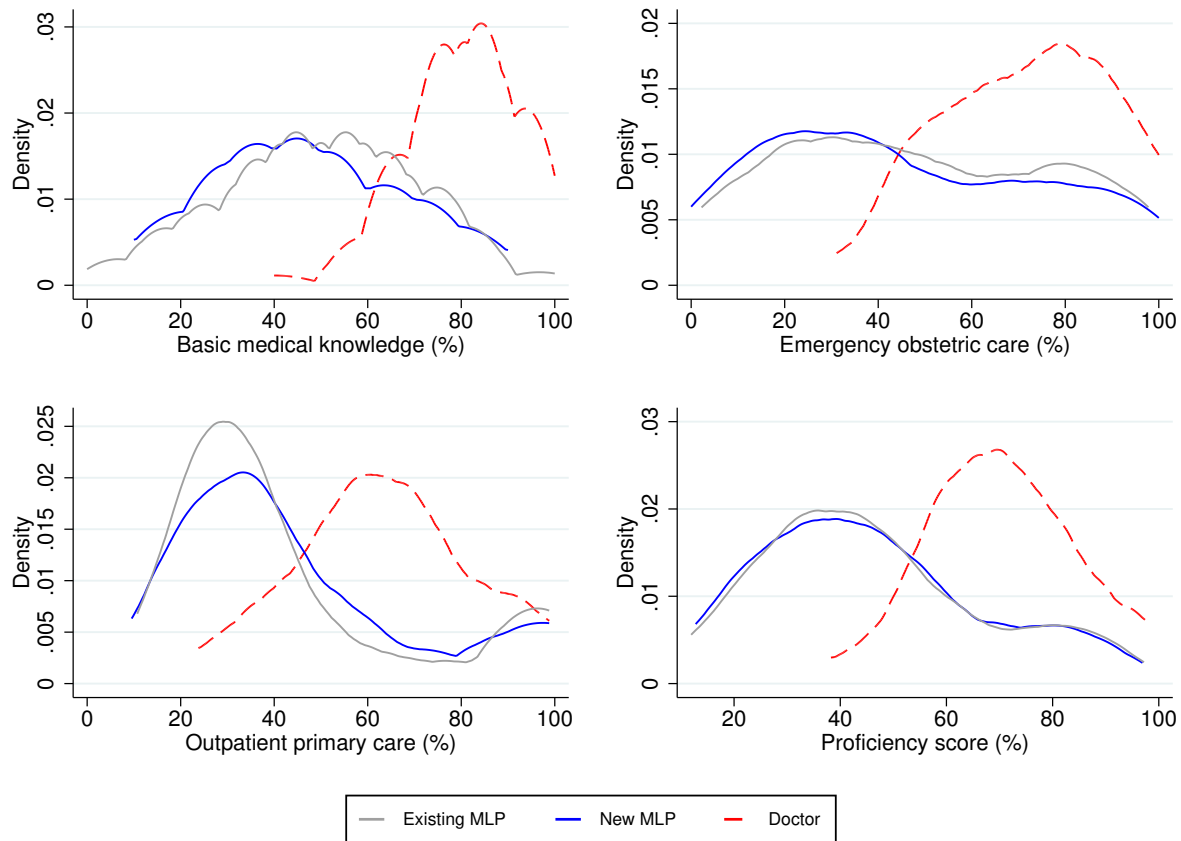 Density
0
.01
.02
.03
0 20 40 60 80 100
Basic medical knowledge (%)
Density
0
.005
.01
.015
.02
0 20 40 60 80 100
Emergency obstetric care (%)
Density
0
.005
.01
.015
.02
.025
0 20 40 60 80 100
Outpatient primary care (%)
Density
0
.01
.02
.03
20 40 60 80 100
Proficiency score (%)
Existing MLP New MLP Doctor